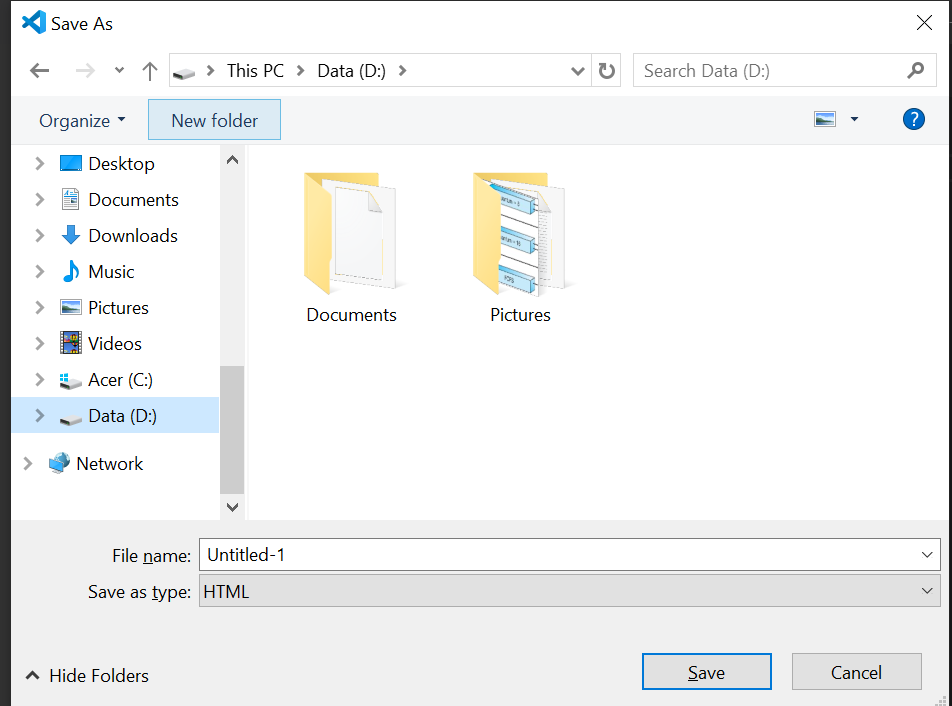 Save As
This PC Data (D:)
Search Data (D:)
Organize
New folder
?
Desktop
Documents
Downloads
Music
Pictures
Videos
Acer (C:)
Data (D:)
Network
Documents
Pictures
File name: Untitled-1
Save as type: HTML
Hide Folders
Save
Cancel